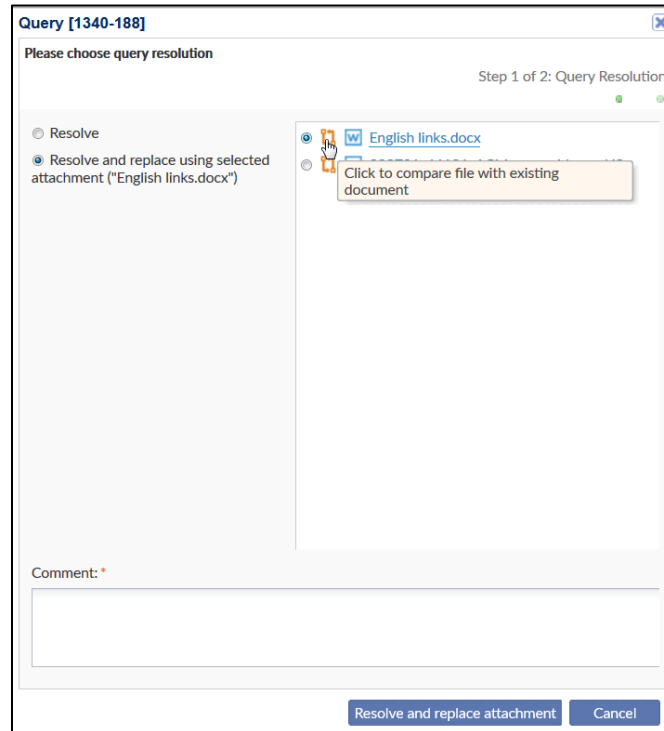 Query [1340-188]
Please choose query resolution
Step 1 of 2: Query Resolution
Resolve
Resolve and replace using selected
attachment ("English links.docx")
English links.docx
Click to compare file with existing
document
Comment: *
Resolve and replace attachment
Cancel